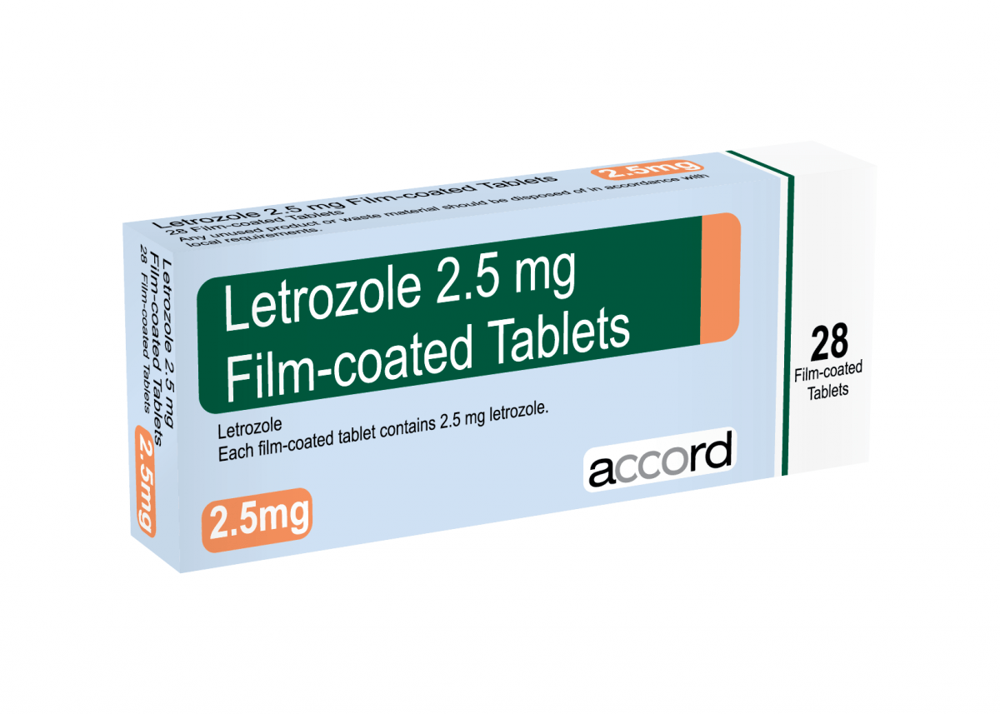 Letrozole 2.5 mg Film-coated Tablets
2.5mg
28 Film-coated Tablets
Any unused product or waste material should be disposed of in accordance with
local requirements.
Letrozole 2.5 mg
Film-coated Tablets
28 Film-coated Tablets
2.5mg
Letrozole 2.5 mg
Film-coated Tablets
Letrozole
Each film-coated tablet contains 2.5 mg letrozole.
2.5mg
accord
28
Film-coated
Tablets